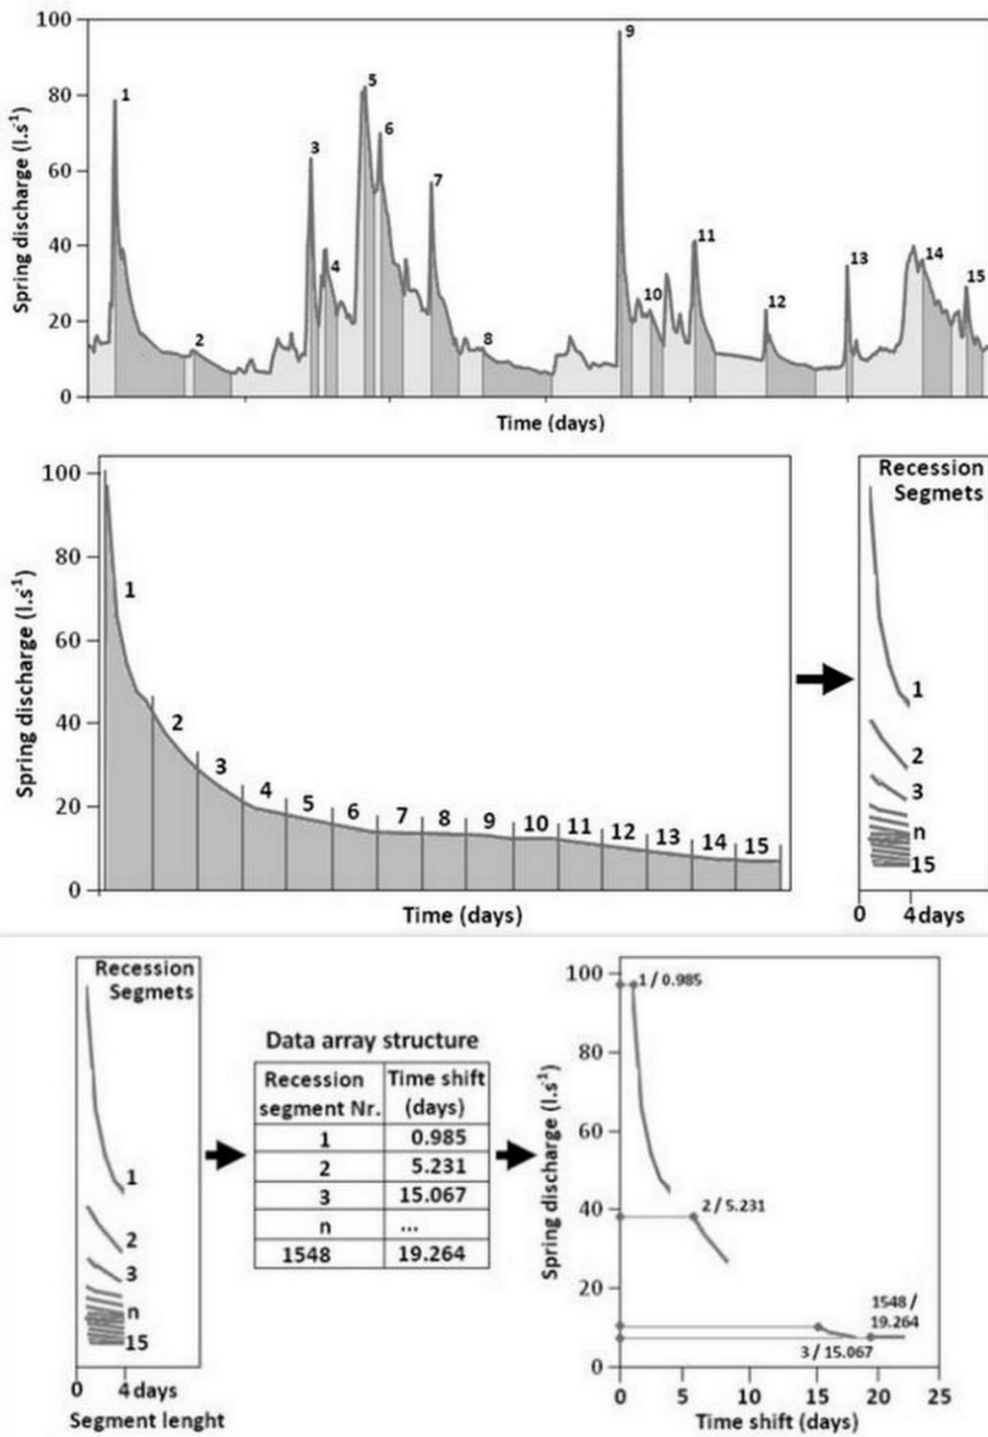 100
80
60
40
20
0
Spring discharge (l.s-1)
1
2
3
4
5
6
7
8
9
10
11
12
13
14
15
Time (days)
100
80
60
40
20
0
Spring discharge (l.s-1)
1
2
3
4
5
6
7
8
9
10
11
12
13
14
15
Time (days)
Recession
Segmets
1
2
3
n
15
0
4 days
Recession
Segmets
1
2
3
n
15
0
4 days
Segment lenght
Data array structure
Recession segment Nr. Time shift (days)
1 0.985
2 5.231
3 15.067
n ...
1548 19.264
100
80
60
40
20
0
Spring discharge (l.s-1)
1 / 0.985
2 / 5.231
1548 /
19.264
3 / 15.067
0 5 10 15 20 25
Time shift (days)